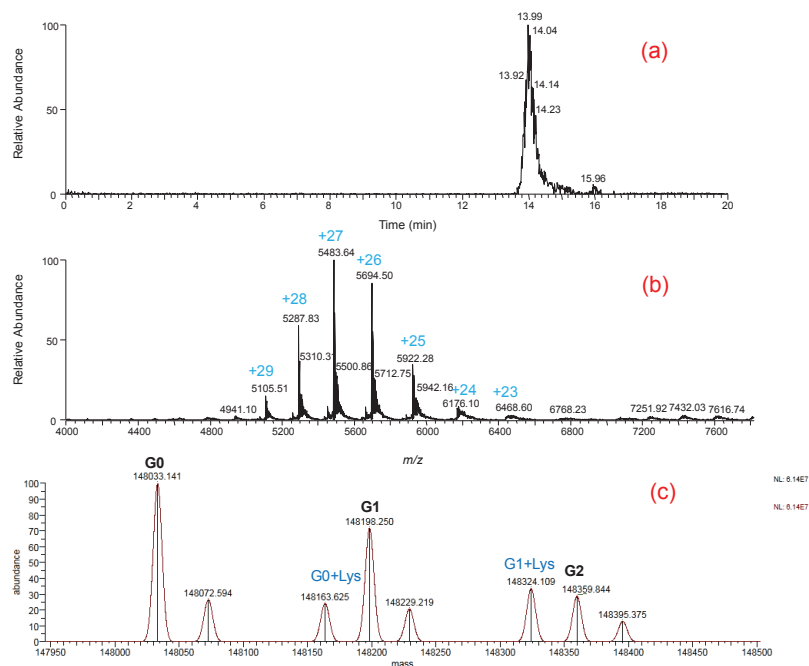 (a)
Relative Abundance
100
50
0
13.99
14.04
13.92
14.14
14.23
15.96
0 2 4 6 8 10 12 14 16 18 20
Time (min)
(b)
Relative Abundance
100
50
0
+27
5483.64
+26
5694.50
+28
5287.83
5310.31
5500.86
5712.75
+25
5922.28
+29
5105.51
4941.10
5942.16
+24
6176.10
+23
6468.60
6768.23
7251.92
7432.03
7616.74
4000 4400 4800 5200 5600 6000 6400 6800 7200 7600
m/z
(c)
NL: 6.14E7
NL: 6.14E7
abundance
100
90
80
70
60
50
40
30
20
10
0
G0
148033.141
148072.594
G0+Lys
148163.625
G1
148198.250
148229.219
G1+Lys
148324.109
G2
148359.844
148395.375
147950 148000 148050 148100 148150 148200 148250 148300 148350 148400 148450 148500
mass